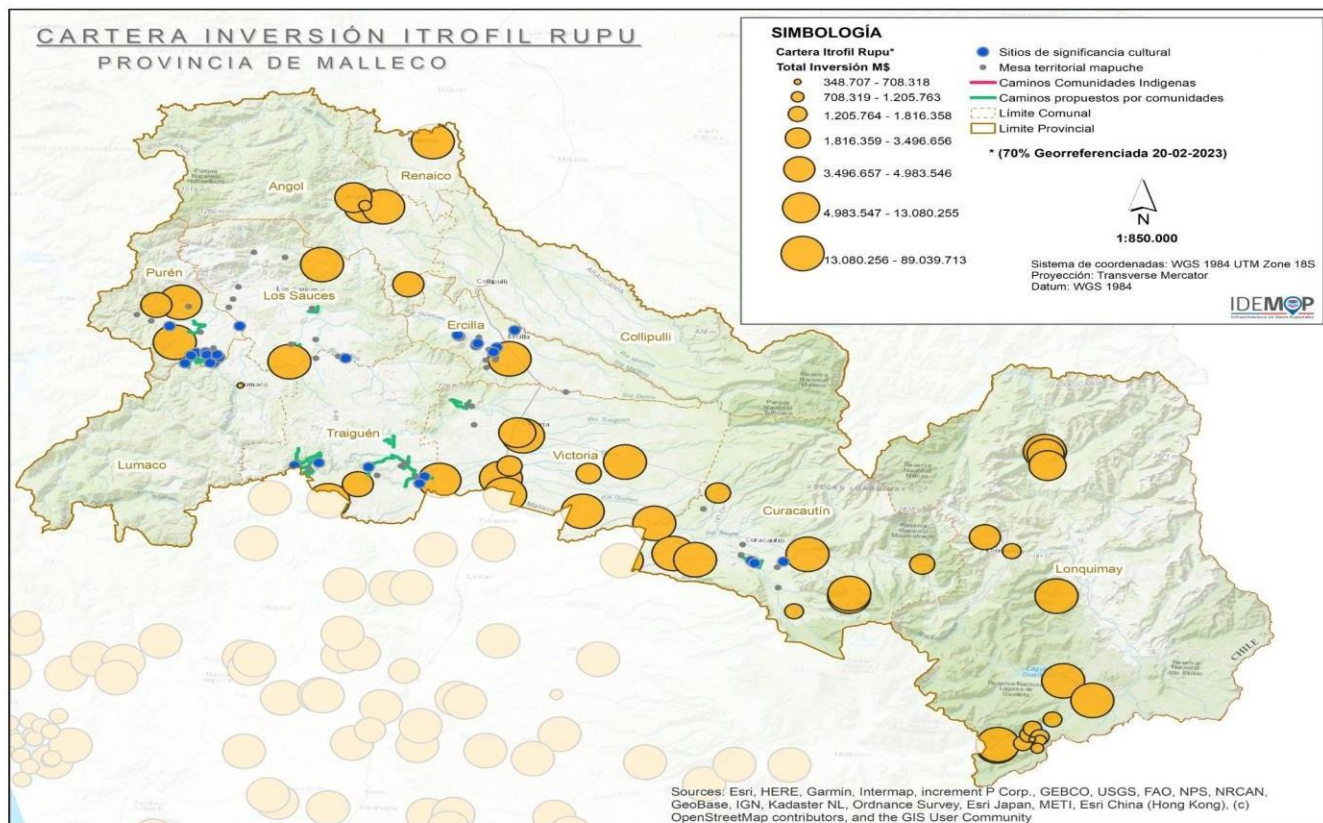 CARTERA INVERSIÓN ITROFIL RUPU
PROVINCIA DE MALLECO
SIMBOLOGÍA
Cartera Itrofil Rupu*
Total Inversión M$
348.707 - 708.318
708.319 - 1.205.763
1.205.764 - 1.816.358
1.816.359 - 3.496.656
3.496.657 - 4.983.546
4.983.547 - 13.080.255
13.080.256 - 89.039.713
Sitios de significancia cultural
Mesa territorial mapuche
Caminos Comunidades Indigenas
Caminos propuestos por comunidades
Límite Comunal
Limite Provincial
* (70% Georreferenciada 20-02-2023)
N
1:850.000
Sistema de coordenadas: WGS 1984 UTM Zone 18S
Proyección: Transverse Mercator
Datum: WGS 1984
IDEMOP
Renaico
Angol
Purén
Los Sauces
Collipulli
Ercilla
Collipulli
ARAUCANIA
Lumaco
Traiguén
Victoria
Curacautín
Curacautín
Lonquimay
CHILE
Sources: Esri, HERE, Garmin, Intermap, increment P Corp., GEBCO, USGS, FAO, NPS, NRCAN,
GeoBase, IGN, Kadaster NL, Ordnance Survey, Esri Japan, METI, Esri China (Hong Kong), (c)
OpenStreetMap contributors, and the GIS User Community